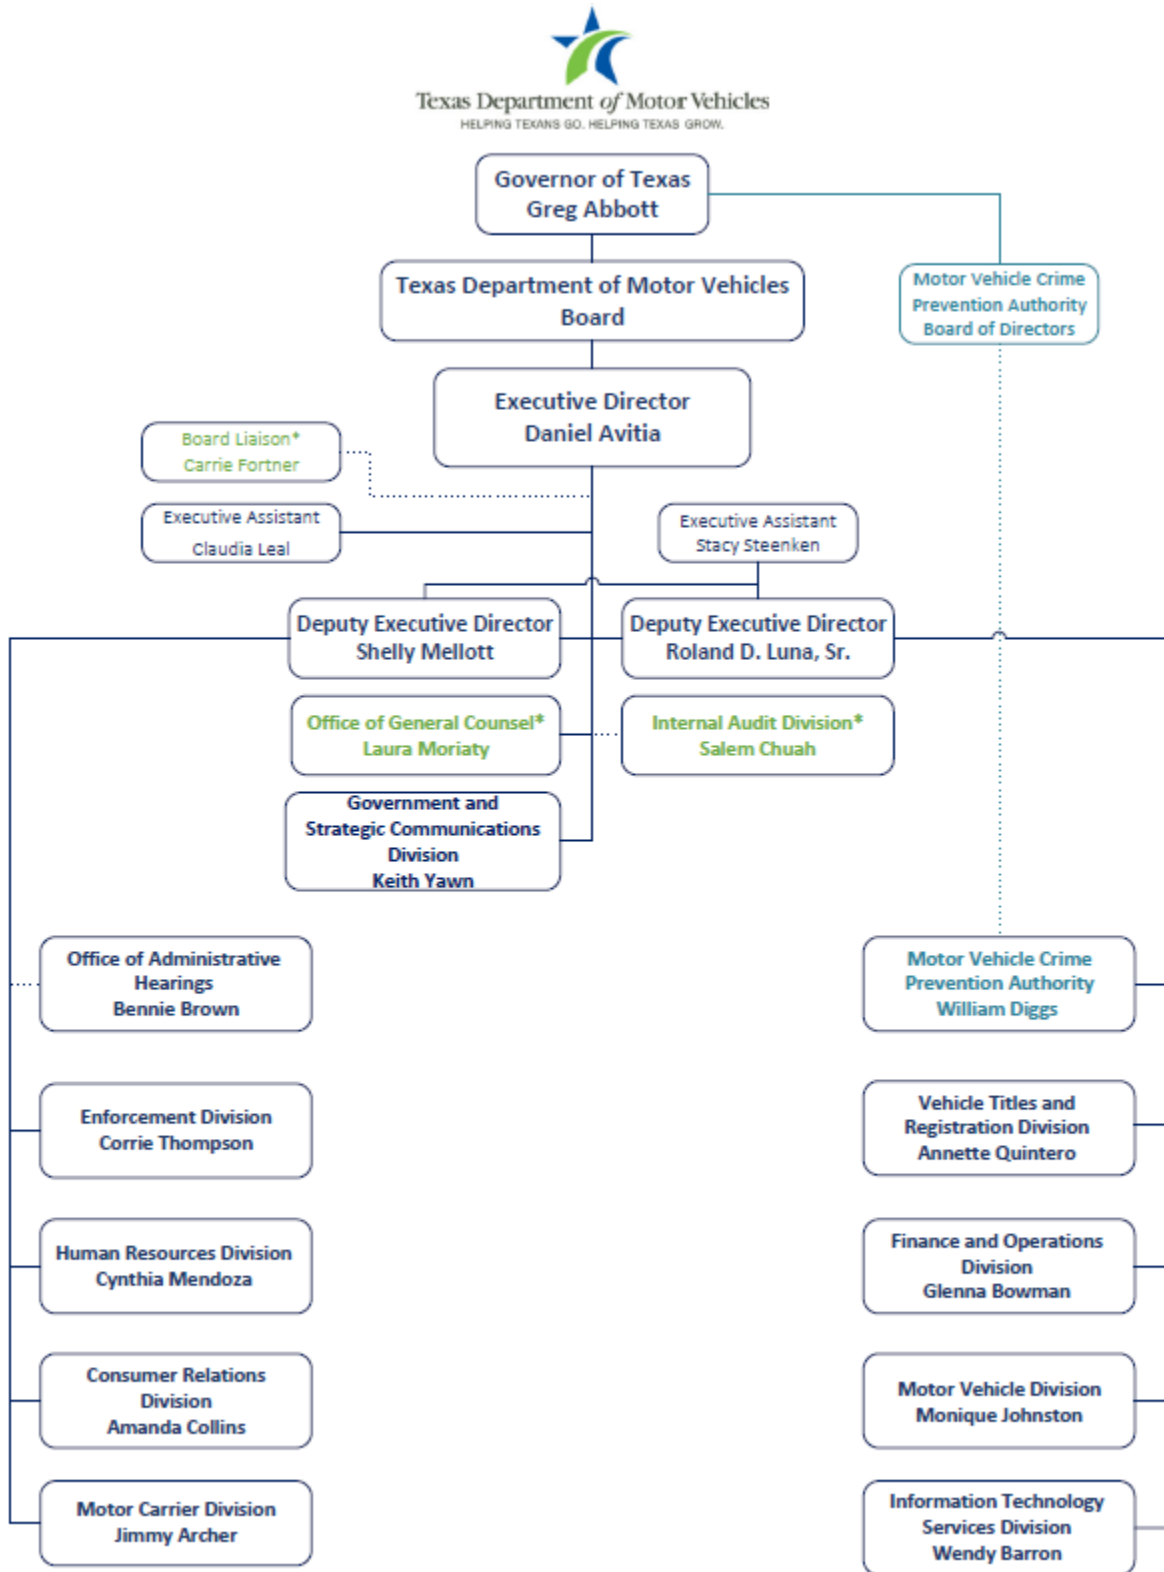 Texas Department of Motor Vehicles
HELPING TEXANS GO. HELPING TEXAS GROW.
Governor of Texas
Greg Abbott
Texas Department of Motor Vehicles
Board
Motor Vehicle Crime
Prevention Authority
Board of Directors
Executive Director
Daniel Avitia
Board Liaison*
Carrie Fortner
Executive Assistant
Claudia Leal
Executive Assistant
Stacy Steenken
Deputy Executive Director
Shelly Mellott
Deputy Executive Director
Roland D. Luna, Sr.
Office of General Counsel*
Laura Moriaty
Internal Audit Division*
Salem Chuah
Government and
Strategic Communications
Division
Keith Yawn
Office of Administrative
Hearings
Bennie Brown
Motor Vehicle Crime
Prevention Authority
William Diggs
Enforcement Division
Corrie Thompson
Vehicle Titles and
Registration Division
Annette Quintero
Human Resources Division
Cynthia Mendoza
Finance and Operations
Division
Glenna Bowman
Consumer Relations
Division
Amanda Collins
Motor Vehicle Division
Monique Johnston
Motor Carrier Division
Jimmy Archer
Information Technology
Services Division
Wendy Barron